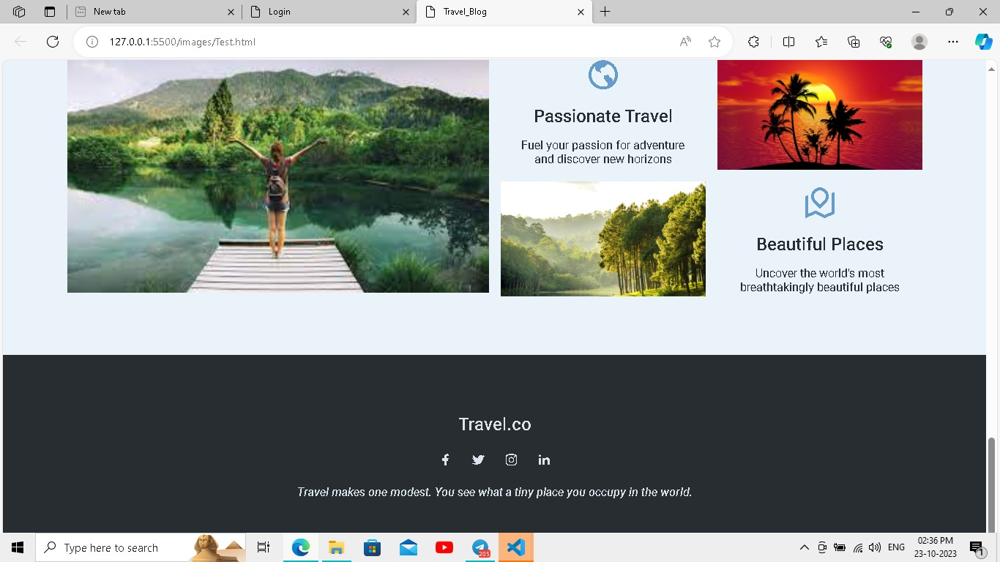 New tab
Login
Travel_Blog
127.0.0.1:5500/images/Test.html
Passionate Travel
Fuel your passion for adventure
and discover new horizons
Beautiful Places
Uncover the world's most
breathtakingly beautiful places
Travel.co
Travel makes one modest. You see what a tiny place you occupy in the world.
Type here to search
205
ENG
02:36 PM
23-10-2023
1